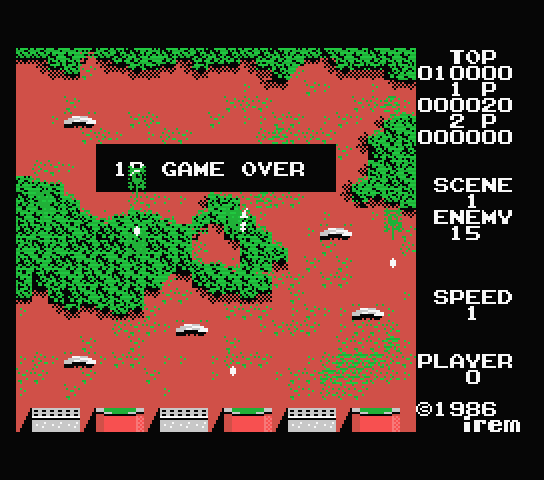 TOP
010000
1 P
000020
2 P
000000
1P GAME OVER
SCENE
1
ENEMY
15
SPEED
1
PLAYER
0
©1986
irem